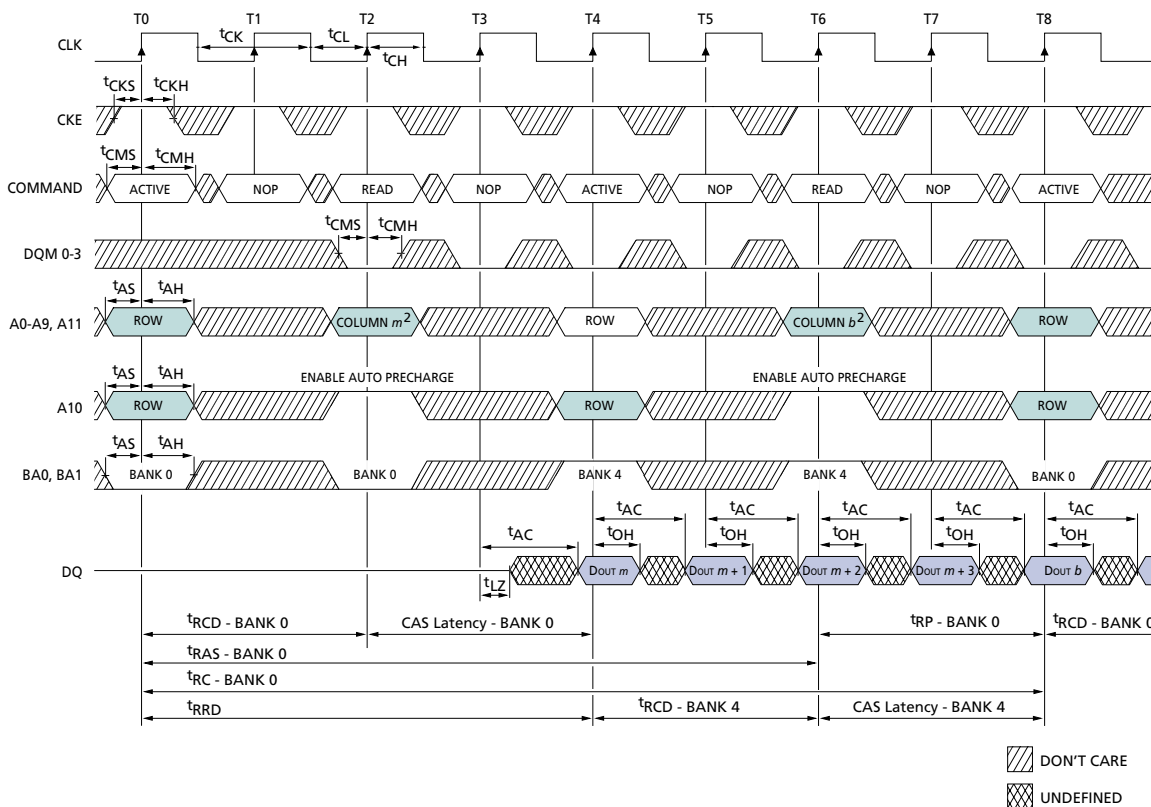 T0 T1 T2 T3 T4 T5 T6 T7 T8
CLK tCK tCL tCH
tCKS tCKH
CKE
tCMS tCMH
COMMAND ACTIVE NOP READ NOP ACTIVE NOP READ NOP ACTIVE
tCMS tCMH
DQM 0-3
tAS tAH
A0-A9, A11 ROW COLUMN m2 ROW COLUMN b2 ROW
tAS tAH ENABLE AUTO PRECHARGE ENABLE AUTO PRECHARGE
A10 ROW ROW ROW
tAS tAH
BA0, BA1 BANK 0 BANK 0 BANK 4 BANK 4 BANK 0
tAC tAC tAC tAC tAC tAC
tOH tOH tOH tOH tOH
DQ DOUT m DOUT m + 1 DOUT m + 2 DOUT m + 3 DOUT b
tLZ
tRCD - BANK 0 CAS Latency - BANK 0 tRP - BANK 0 tRCD - BANK 0
tRAS - BANK 0
tRC - BANK 0
tRRD tRCD - BANK 4 CAS Latency - BANK 4
DON'T CARE
UNDEFINED